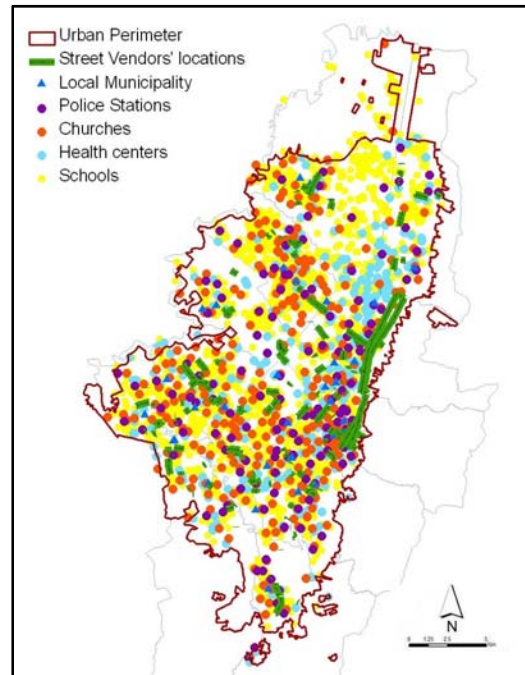 Urban Perimeter
Street Vendors' locations
Local Municipality
Police Stations
Churches
Health centers
Schools
N